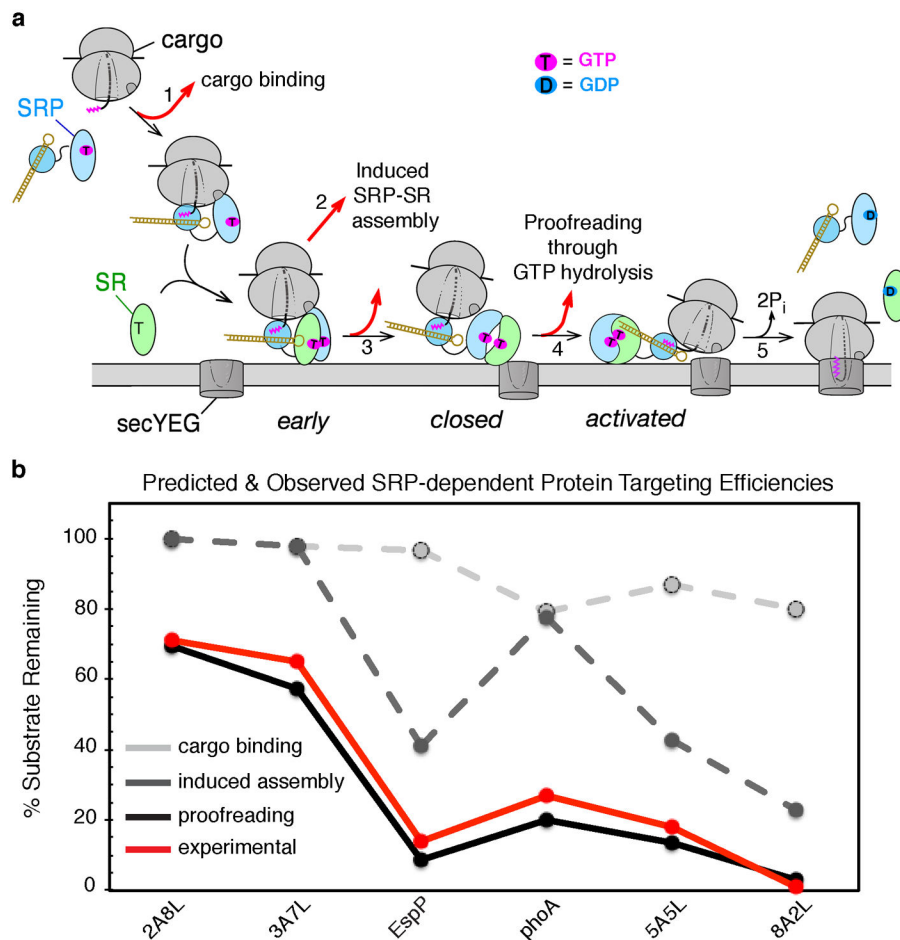 a
cargo
T = GTP
D = GDP
1
cargo binding
SRP
T
T
2
Induced
SRP-SR
assembly
Proofreading
through
GTP hydrolysis
SR
T
T T
3
T T
4
T T
2Pi
5
D
D
secYEG
early
closed
activated
b
Predicted & Observed SRP-dependent Protein Targeting Efficiencies
% Substrate Remaining
100
80
60
40
20
0
cargo binding
induced assembly
proofreading
experimental
2A8L
3A7L
EspP
phoA
5A5L
8A2L